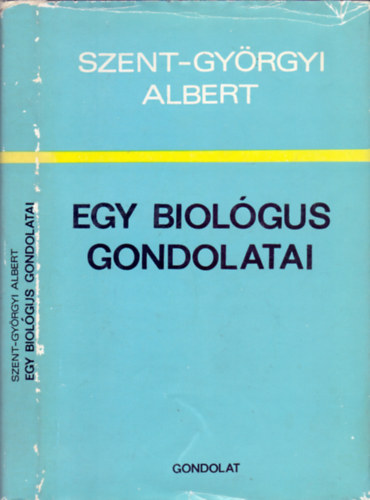 SZENT-GYÖRGYI
ALBERT
EGY BIOLÓGUS
GONDOLATAI
GONDOLAT
SZENT-GYÖRGYI ALBERT
EGY BIOLÓGUS GONDOLATAI